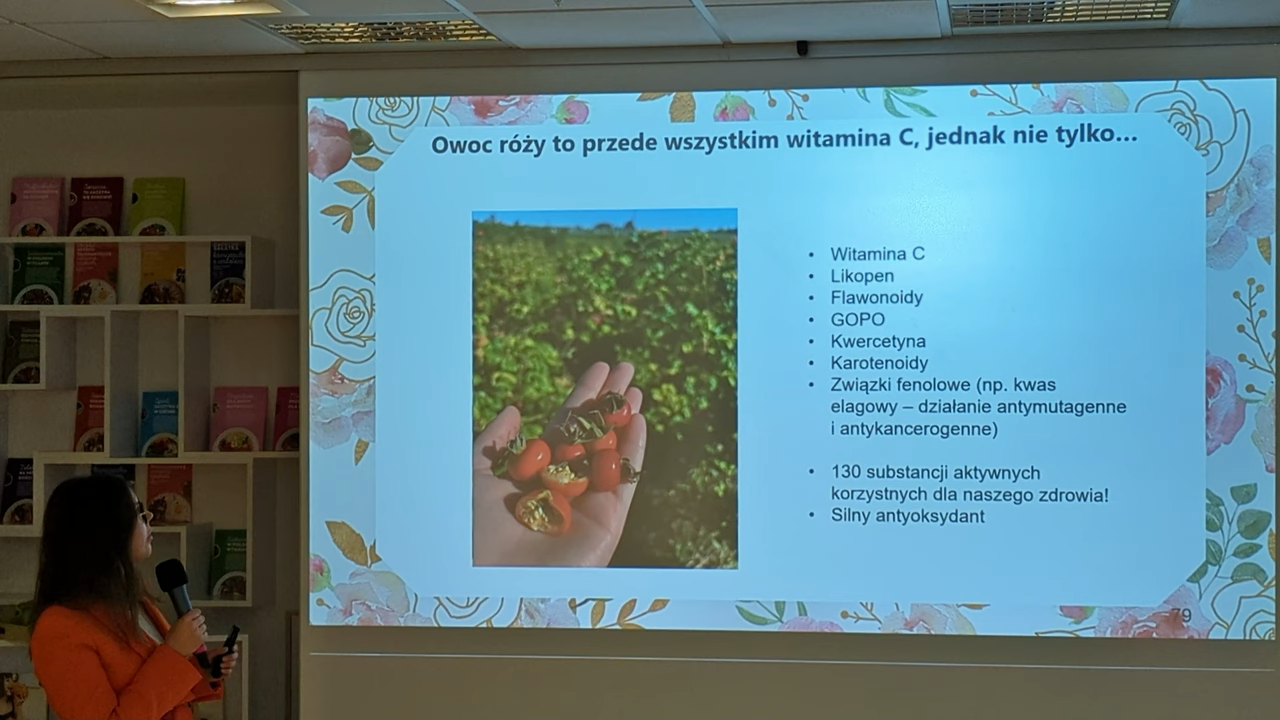 Owoc róży to przede wszystkim witamina C, jednak nie tylko...
• Witamina C
• Likopen
• Flawonoidy
• GOPO
• Kwercetyna
• Karotenoidy
• Związki fenolowe (np. kwas
elagowy – działanie antymutagenne
i antykancerogenne)
• 130 substancji aktywnych
korzystnych dla naszego zdrowia!
• Silny antyoksydant
79